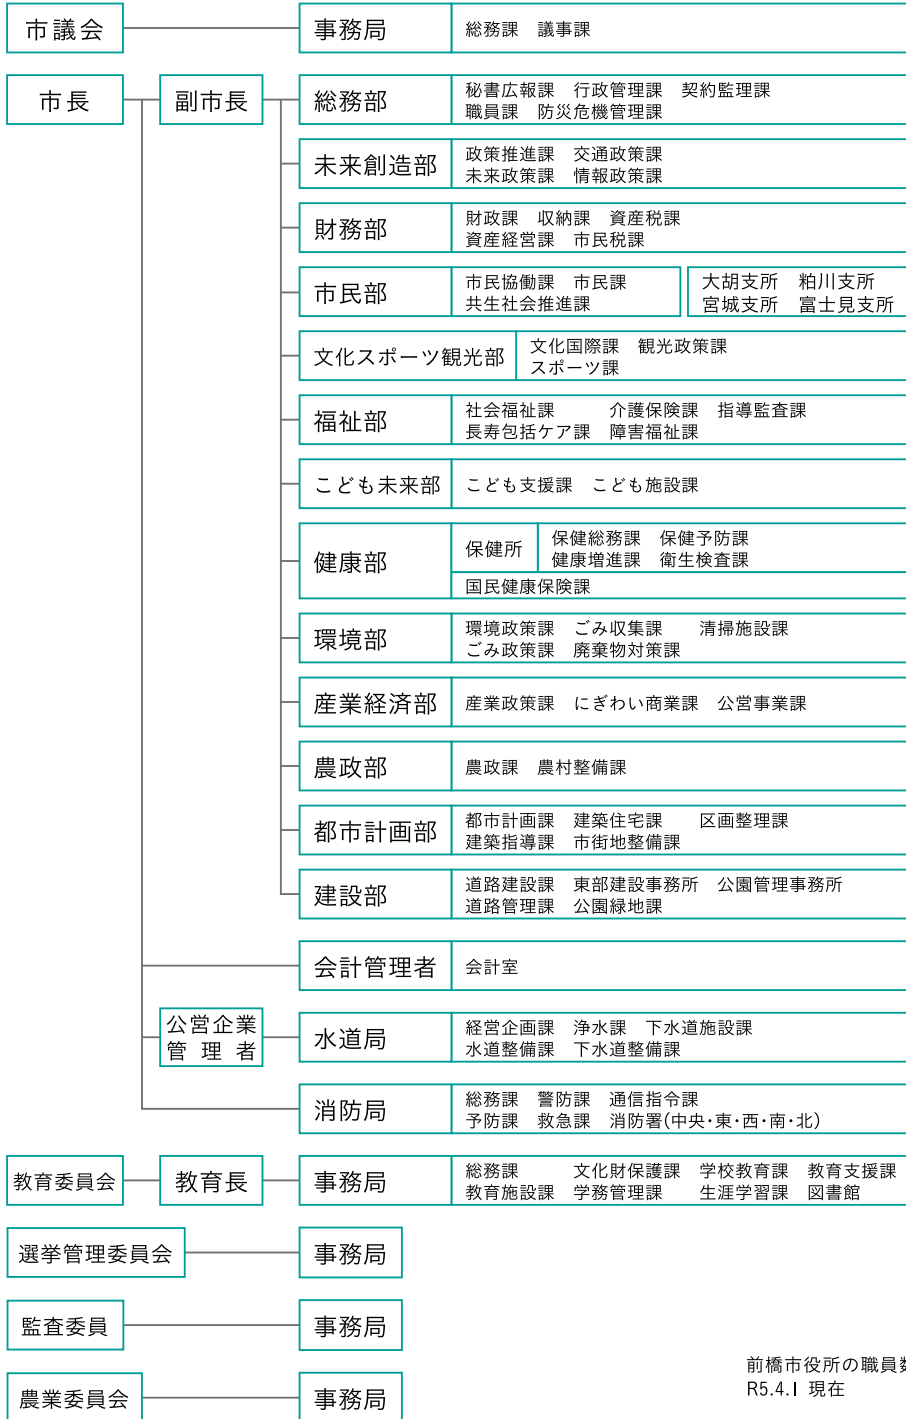 市議会 事務局 総務課 議事課
市長 副市長 総務部 秘書広報課 行政管理課 契約監理課
職員課 防災危機管理課
未来創造部 政策推進課 交通政策課
未来政策課 情報政策課
財務部 財政課 収納課 資産税課
資産経営課 市民税課
市民部 市民協働課 市民課 大胡支所 粕川支所
共生社会推進課 宮城支所 富士見支所
文化スポーツ観光部 文化国際課 観光政策課
スポーツ課
福祉部 社会福祉課 介護保険課 指導監査課
長寿包括ケア課 障害福祉課
こども未来部 こども支援課 こども施設課
健康部 保健所 保健総務課 保健予防課
健康増進課 衛生検査課
国民健康保険課
環境部 環境政策課 ごみ収集課 清掃施設課
ごみ政策課 廃棄物対策課
産業経済部 産業政策課 にぎわい商業課 公営事業課
農政部 農政課 農村整備課
都市計画部 都市計画課 建築住宅課 区画整理課
建築指導課 市街地整備課
建設部 道路建設課 東部建設事務所 公園管理事務所
道路管理課 公園緑地課
会計管理者 会計室
公営企業
管理者
水道局 経営企画課 浄水課 下水道施設課
水道整備課 下水道整備課
消防局 総務課 警防課 通信指令課
予防課 救急課 消防署(中央・東・西・南・北)
教育委員会 教育長 事務局 総務課 文化財保護課 学校教育課 教育支援課
教育施設課 学務管理課 生涯学習課 図書館
選挙管理委員会 事務局
監査委員 事務局
農業委員会 事務局
前橋市役所の職員数
R5.4.1 現在